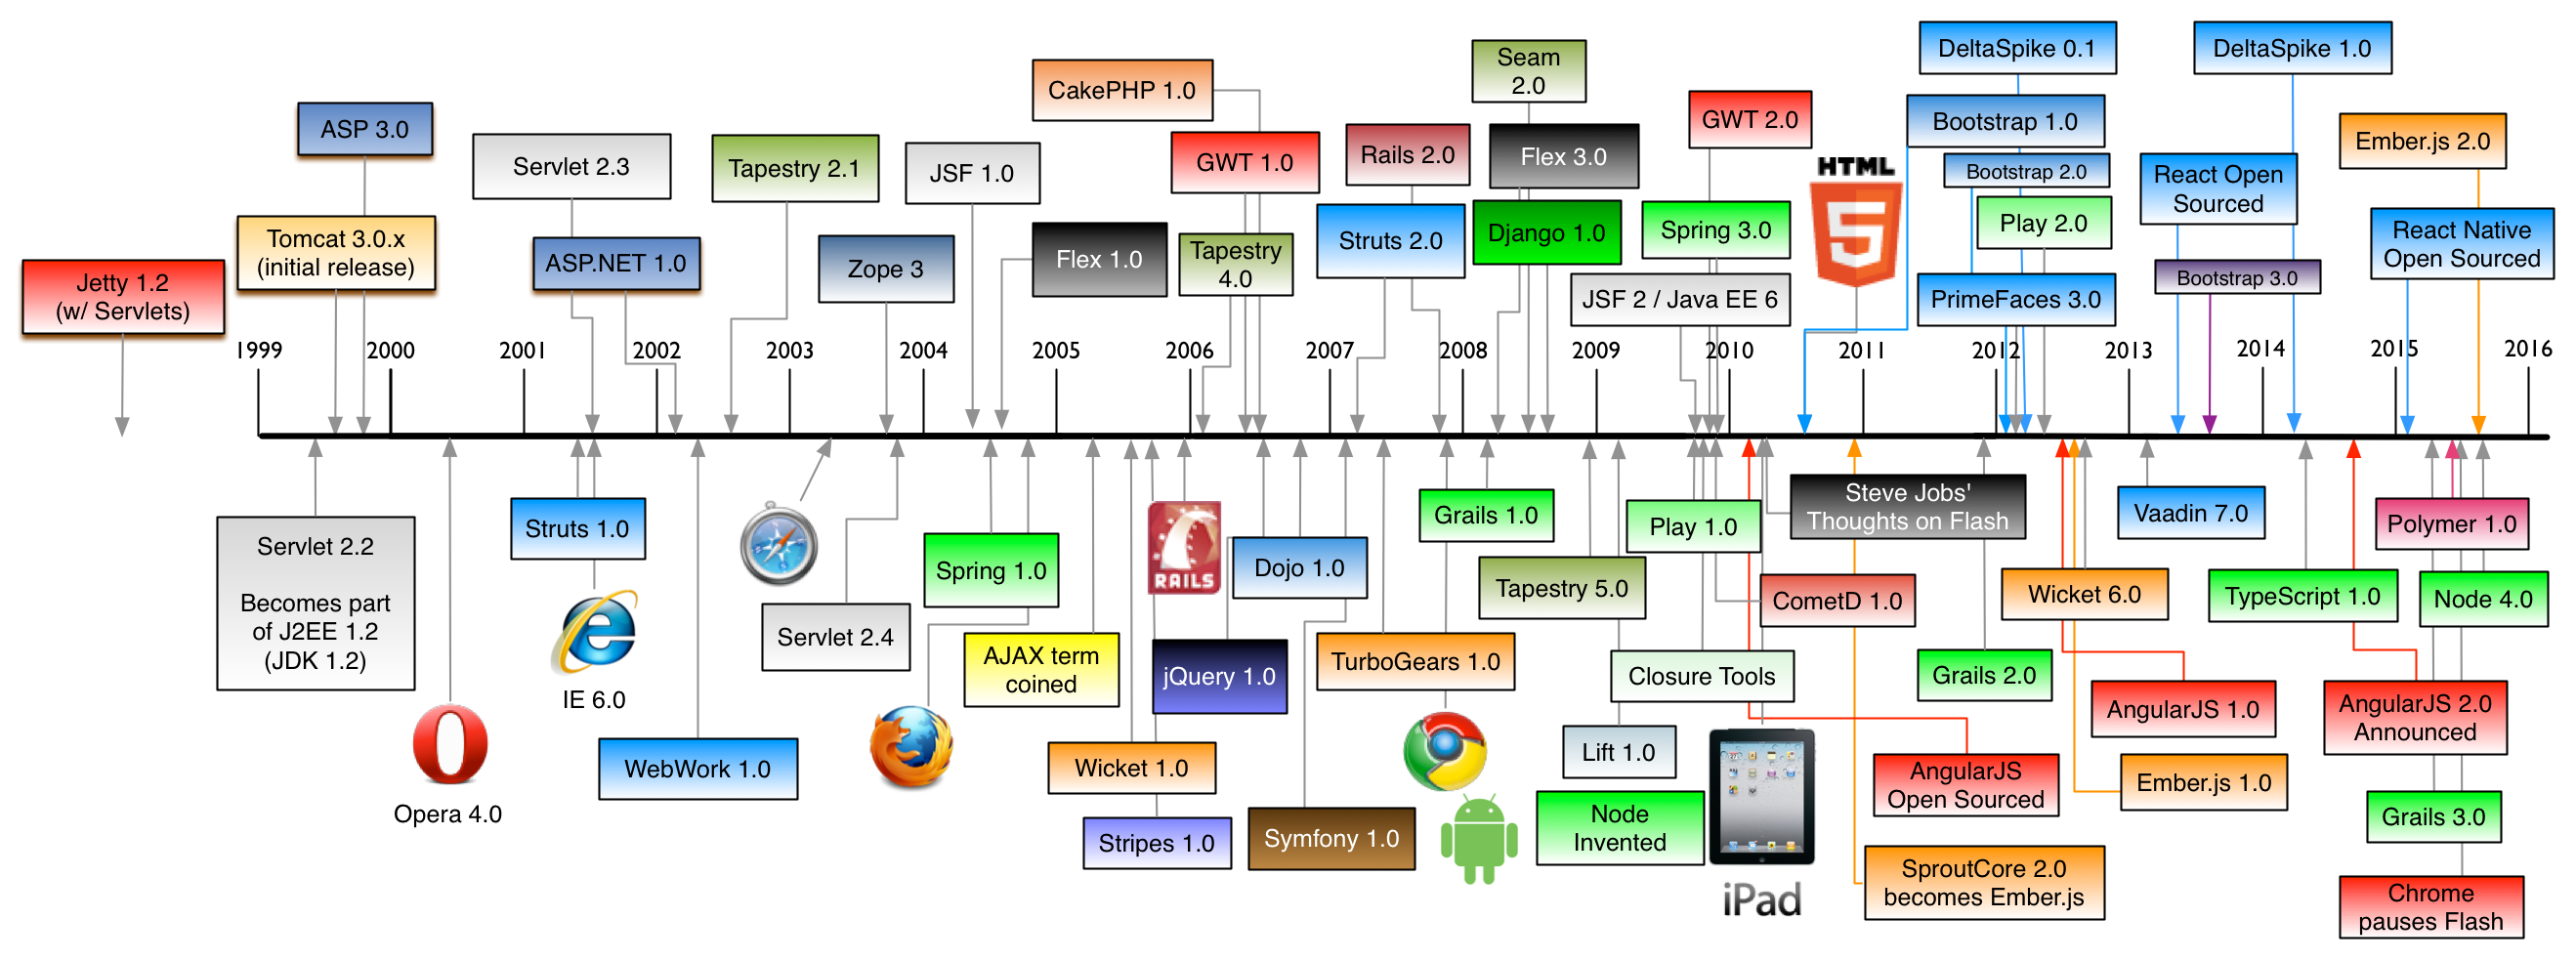 DeltaSpike 0.1
DeltaSpike 1.0
Seam
2.0
CakePHP 1.0
GWT 2.0
Bootstrap 1.0
ASP 3.0
Ember.js 2.0
Servlet 2.3
Tapestry 2.1
JSF 1.0
GWT 1.0
Rails 2.0
Flex 3.0
HTML
5
Bootstrap 2.0
React Open
Sourced
Tomcat 3.0.x
(initial release)
ASP.NET 1.0
Zope 3
Flex 1.0
Tapestry
4.0
Struts 2.0
Django 1.0
Spring 3.0
Play 2.0
React Native
Open Sourced
Jetty 1.2
(w/ Servlets)
JSF 2 / Java EE 6
PrimeFaces 3.0
Bootstrap 3.0
1999 2000 2001 2002 2003 2004 2005 2006 2007 2008 2009 2010 2011 2012 2013 2014 2015 2016
Servlet 2.2
Becomes part
of J2EE 1.2
(JDK 1.2)
Struts 1.0
IE 6.0
Opera 4.0
WebWork 1.0
Servlet 2.4
Spring 1.0
AJAX term
coined
RAILS
Dojo 1.0
jQuery 1.0
Wicket 1.0
Stripes 1.0
Symfony 1.0
TurboGears 1.0
Grails 1.0
Tapestry 5.0
Play 1.0
Steve Jobs'
Thoughts on Flash
CometD 1.0
Closure Tools
Lift 1.0
Node
Invented
iPad
AngularJS
Open Sourced
SproutCore 2.0
becomes Ember.js
Grails 2.0
Vaadin 7.0
Wicket 6.0
AngularJS 1.0
Ember.js 1.0
TypeScript 1.0
Polymer 1.0
Node 4.0
AngularJS 2.0
Announced
Grails 3.0
Chrome
pauses Flash